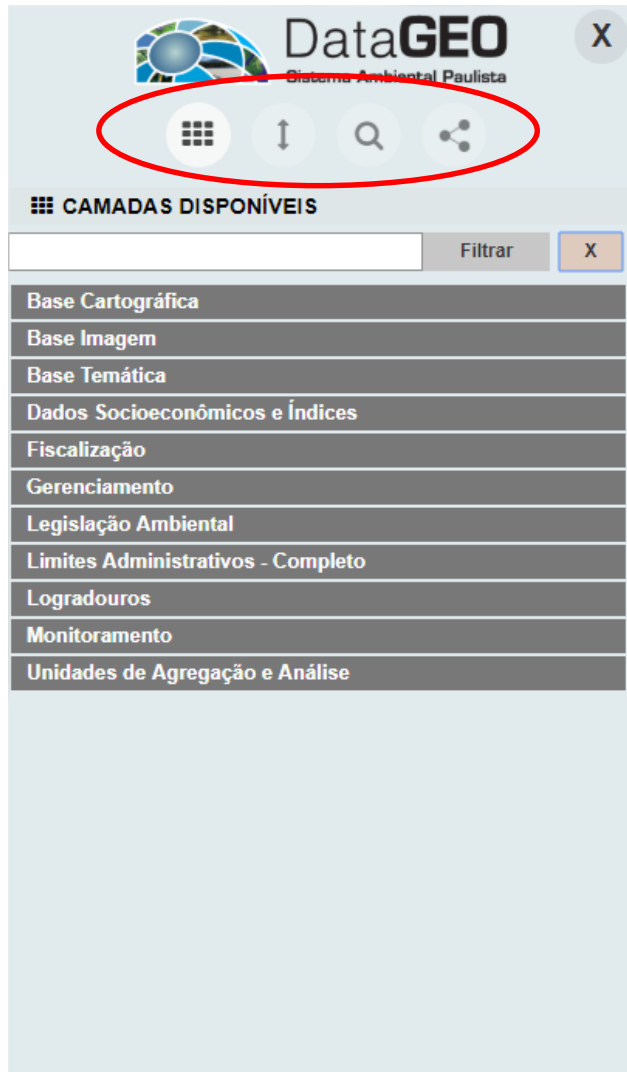 DataGEO
Sistema Ambiental Paulista
X
CAMADAS DISPONÍVEIS
Filtrar X
Base Cartográfica
Base Imagem
Base Temática
Dados Socioeconômicos e Índices
Fiscalização
Gerenciamento
Legislação Ambiental
Limites Administrativos - Completo
Logradouros
Monitoramento
Unidades de Agregação e Análise